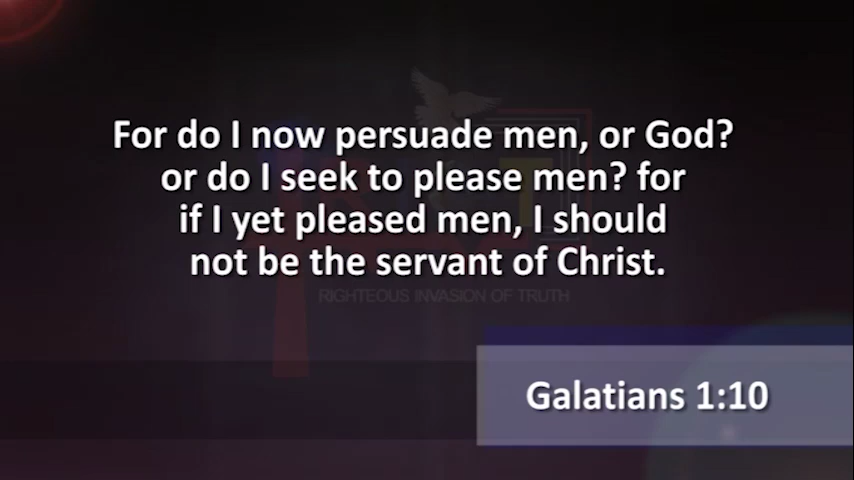 For do I now persuade men, or God?
or do I seek to please men? for
if I yet pleased men, I should
not be the servant of Christ.
RIGHTEOUS INVASION OF TRUTH
Galatians 1:10